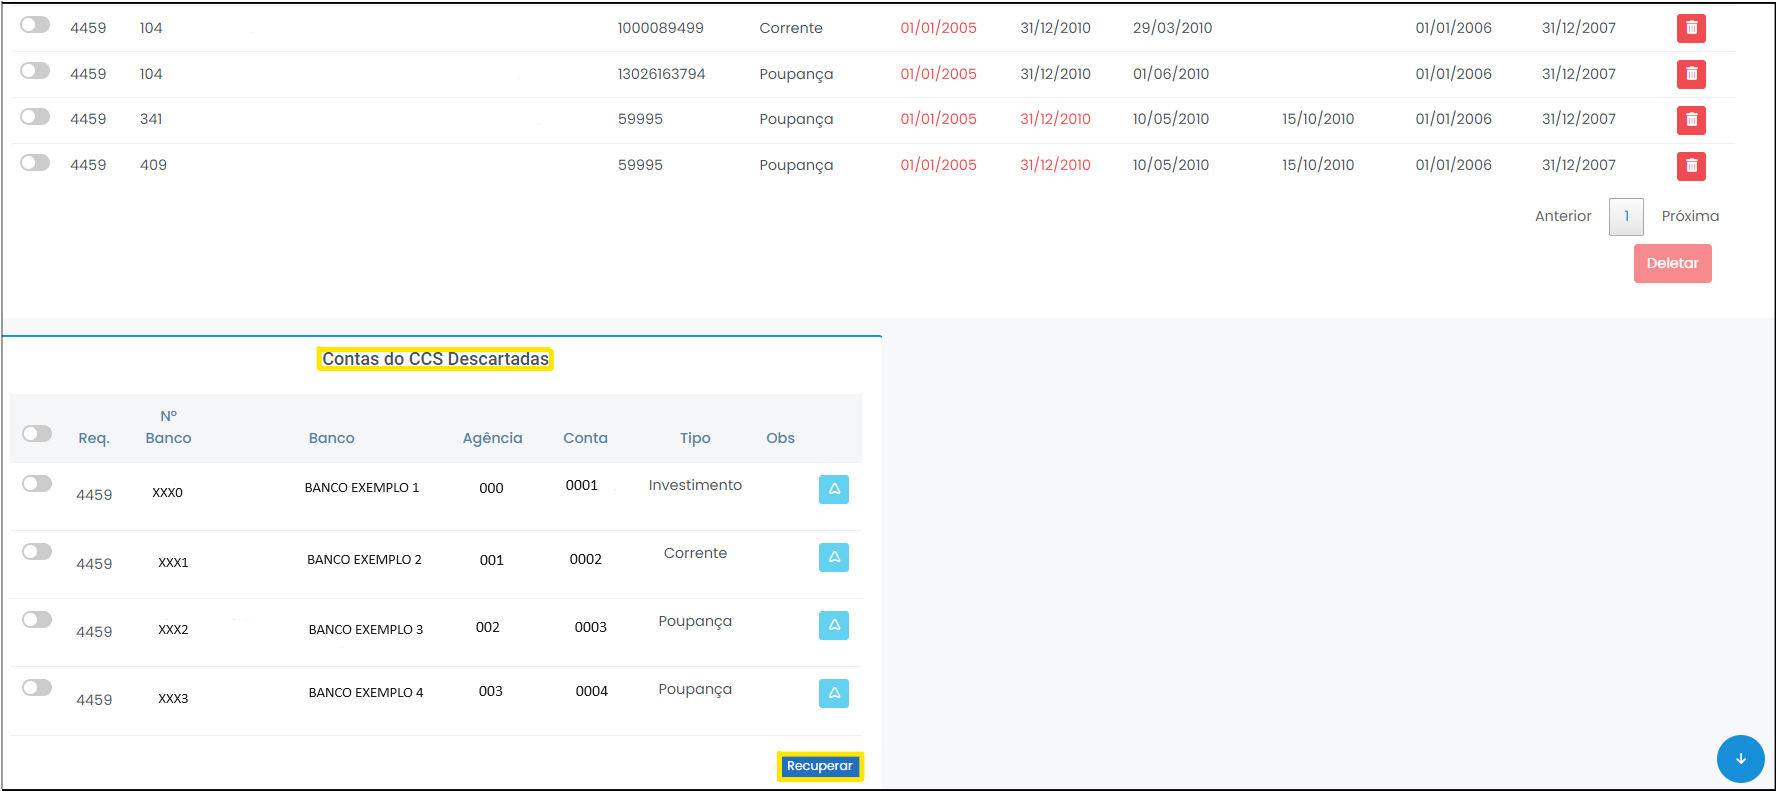 4459 104 1000089499 Corrente 01/01/2005 31/12/2010 29/03/2010 01/01/2006 31/12/2007
4459 104 13026163794 Poupança 01/01/2005 31/12/2010 01/06/2010 01/01/2006 31/12/2007
4459 341 59995 Poupança 01/01/2005 31/12/2010 10/05/2010 15/10/2010 01/01/2006 31/12/2007
4459 409 59995 Poupança 01/01/2005 31/12/2010 10/05/2010 15/10/2010 01/01/2006 31/12/2007
Anterior 1 Próxima
Deletar
Contas do CCS Descartadas
Nº
Req. Banco Banco Agência Conta Tipo Obs
4459 XXX0 BANCO EXEMPLO 1 000 0001 Investimento
4459 XXX1 BANCO EXEMPLO 2 001 0002 Corrente
4459 XXX2 BANCO EXEMPLO 3 002 0003 Poupança
4459 XXX3 BANCO EXEMPLO 4 003 0004 Poupança
Recuperar